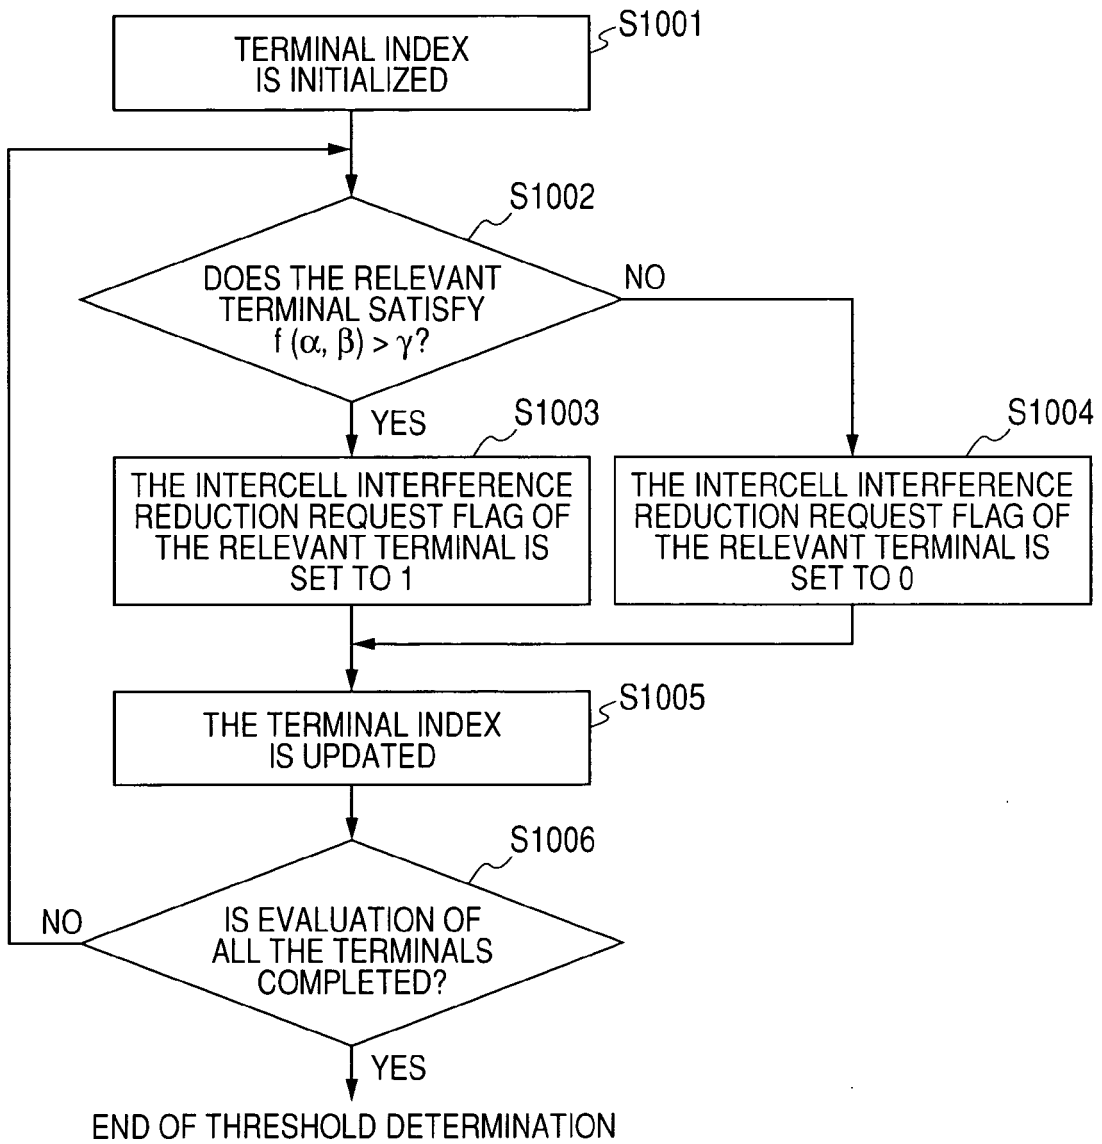 S1001
TERMINAL INDEX
IS INITIALIZED
S1002
DOES THE RELEVANT
TERMINAL SATISFY
f (α, β) > γ?
NO
YES
S1003
THE INTERCELL INTERFERENCE
REDUCTION REQUEST FLAG OF
THE RELEVANT TERMINAL IS
SET TO 1
S1004
THE INTERCELL INTERFERENCE
REDUCTION REQUEST FLAG OF
THE RELEVANT TERMINAL IS
SET TO 0
S1005
THE TERMINAL INDEX
IS UPDATED
S1006
IS EVALUATION OF
ALL THE TERMINALS
COMPLETED?
NO
YES
END OF THRESHOLD DETERMINATION